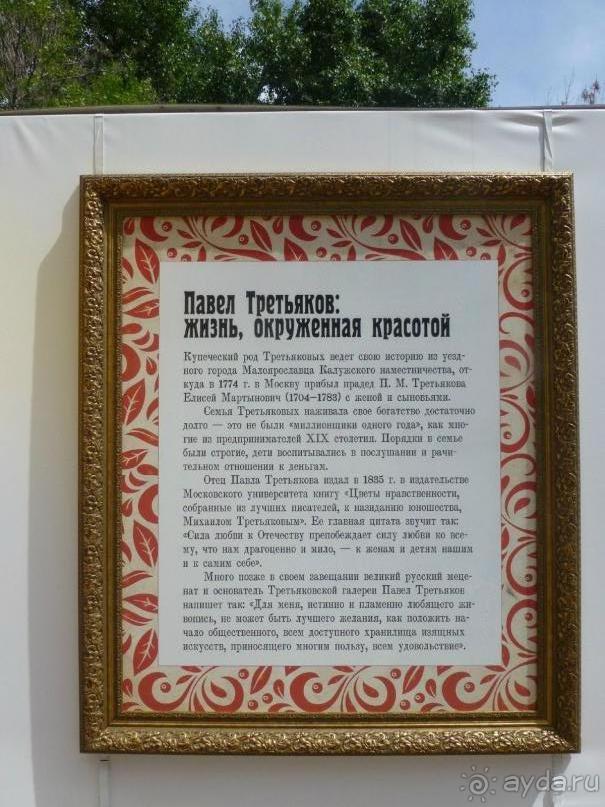 Павел Третьяков:
жизнь, окруженная красотой
Купеческий род Третьяковых ведет свою историю из уезд-
ного города Малоярославца Калужского наместничества, от-
куда в 1774 г. в Москву прибыл прадед П. М. Третьякова
Елисей Мартынович (1704—1783) с женой и сыновьями.
Семья Третьяковых наживала свое богатство достаточно
долго — это не были «миллионщики одного года», как мно-
гие из предпринимателей XIX столетия. Порядки в семье
были строгие, дети воспитывались в послушании и рачи-
тельном отношении к деньгам.
Отец Павла Третьякова издал в 1835 г. в издательстве
Московского университета книгу «Цветы нравственности,
собранные из лучших писателей, к назиданию юношества,
Михаилом Третьяковым». Ее главная цитата звучит так:
«Сила любви к Отечеству препобеждает силу любви ко все-
му, что нам драгоценно и мило, — к женам и детям нашим
и к самим себе».
Много позже в своем завещании великий русский меце-
нат и основатель Третьяковской галереи Павел Третьяков
напишет так: «Для меня, истинно и пламенно любящего жи-
вопись, не может быть лучшего желания, как положить на-
чало общественного, всем доступного хранилища изящных
искусств, приносящего многим пользу, всем удовольствие».
ayda.ru